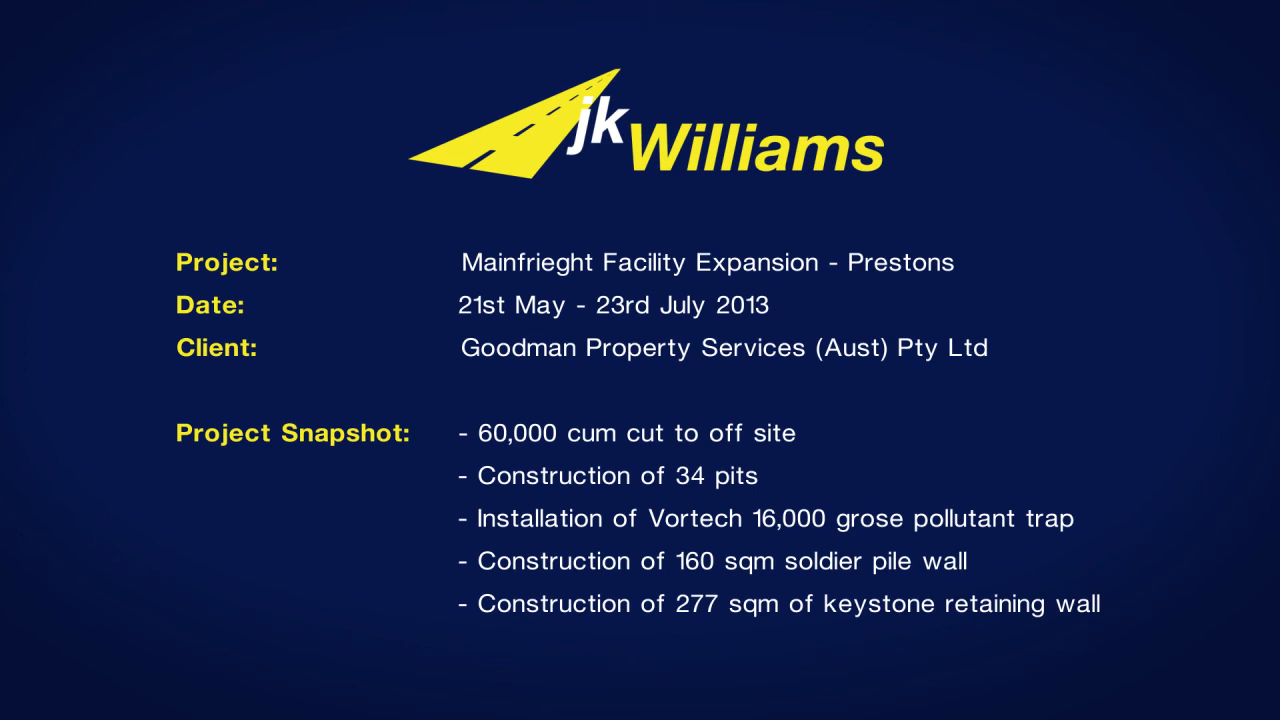 jk Williams
Project: Mainfrieght Facility Expansion - Prestons
Date: 21st May - 23rd July 2013
Client: Goodman Property Services (Aust) Pty Ltd
Project Snapshot: - 60,000 cum cut to off site
- Construction of 34 pits
- Installation of Vortech 16,000 grose pollutant trap
- Construction of 160 sqm soldier pile wall
- Construction of 277 sqm of keystone retaining wall